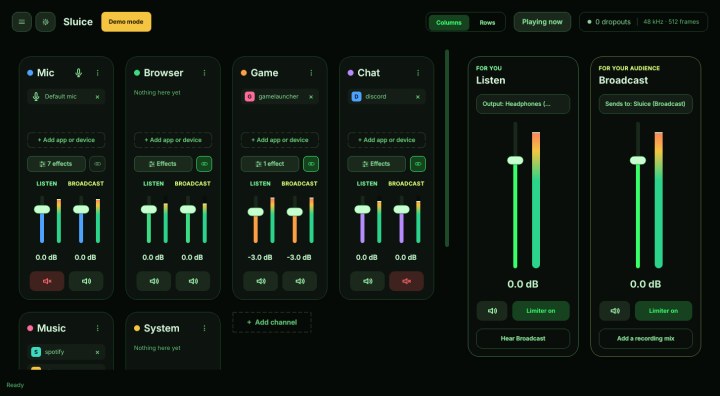 Sluice
Demo mode
Columns
Rows
Playing now
0 dropouts
48 kHz · 512 frames
Mic
Default mic
×
+ Add app or device
7 effects
LISTEN
BROADCAST
0.0 dB
0.0 dB
Browser
Nothing here yet
+ Add app or device
Effects
LISTEN
BROADCAST
0.0 dB
0.0 dB
Game
G
gamelauncher
×
+ Add app or device
1 effect
LISTEN
BROADCAST
-3.0 dB
-3.0 dB
Chat
D
discord
×
+ Add app or device
Effects
LISTEN
BROADCAST
0.0 dB
0.0 dB
Music
S
spotify
×
System
Nothing here yet
+ Add channel
FOR YOU
Listen
Output: Headphones (...
0.0 dB
Limiter on
Hear Broadcast
FOR YOUR AUDIENCE
Broadcast
Sends to: Sluice (Broadcast)
0.0 dB
Limiter on
Add a recording mix
Ready